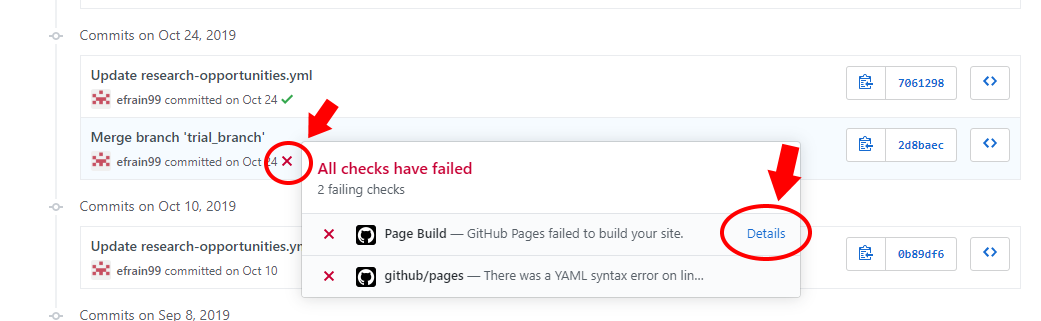 Commits on Oct 24, 2019
Update research-opportunities.yml
efrain99 committed on Oct 24
7061298
Merge branch 'trial_branch'
efrain99 committed on Oct 24
2d8baec
All checks have failed
2 failing checks
Page Build — GitHub Pages failed to build your site.
Details
github/pages — There was a YAML syntax error on lin...
Commits on Oct 10, 2019
Update research-opportunities.ym
efrain99 committed on Oct 10
0b89df6
Commits on Sep 8, 2019